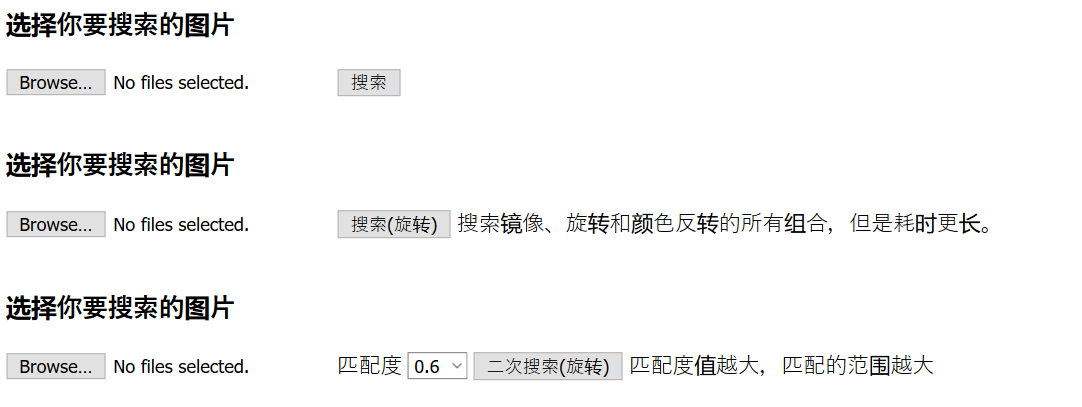 选择你要搜索的图片
Browse... No files selected. 搜索
选择你要搜索的图片
Browse... No files selected. 搜索(旋转) 搜索镜像、旋转和颜色反转的所有组合，但是耗时更长。
选择你要搜索的图片
Browse... No files selected. 匹配度 0.6 二次搜索(旋转) 匹配度值越大，匹配的范围越大